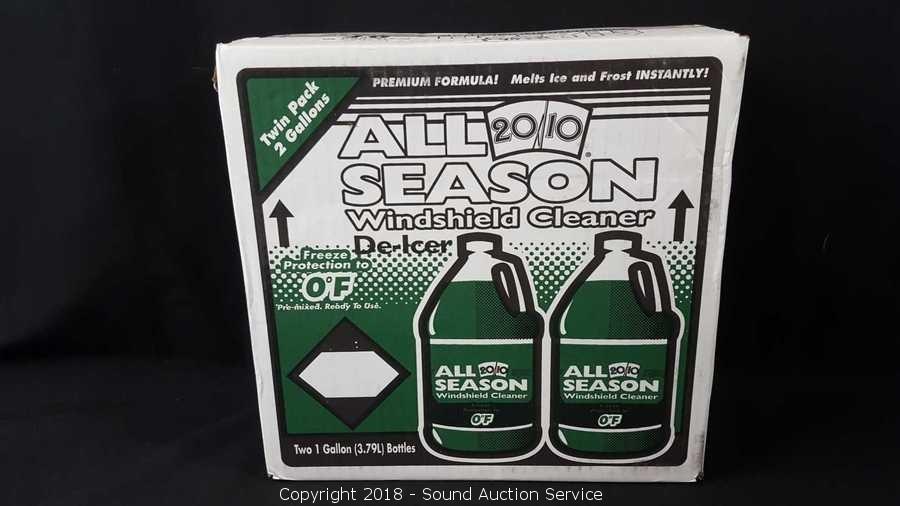 PREMIUM FORMULA! Melts Ice and Frost INSTANTLY!
Twin Pack
2 Gallons
ALL 20/10
SEASON
Windshield Cleaner
De-Icer
Freeze
Protection to
0°F
Pre-mixed. Ready To Use.
ALL 20/10
SEASON
Windshield Cleaner
0°F
ALL 20/10
SEASON
Windshield Cleaner
0°F
Two 1 Gallon (3.79L) Bottles
Copyright 2018 - Sound Auction Service